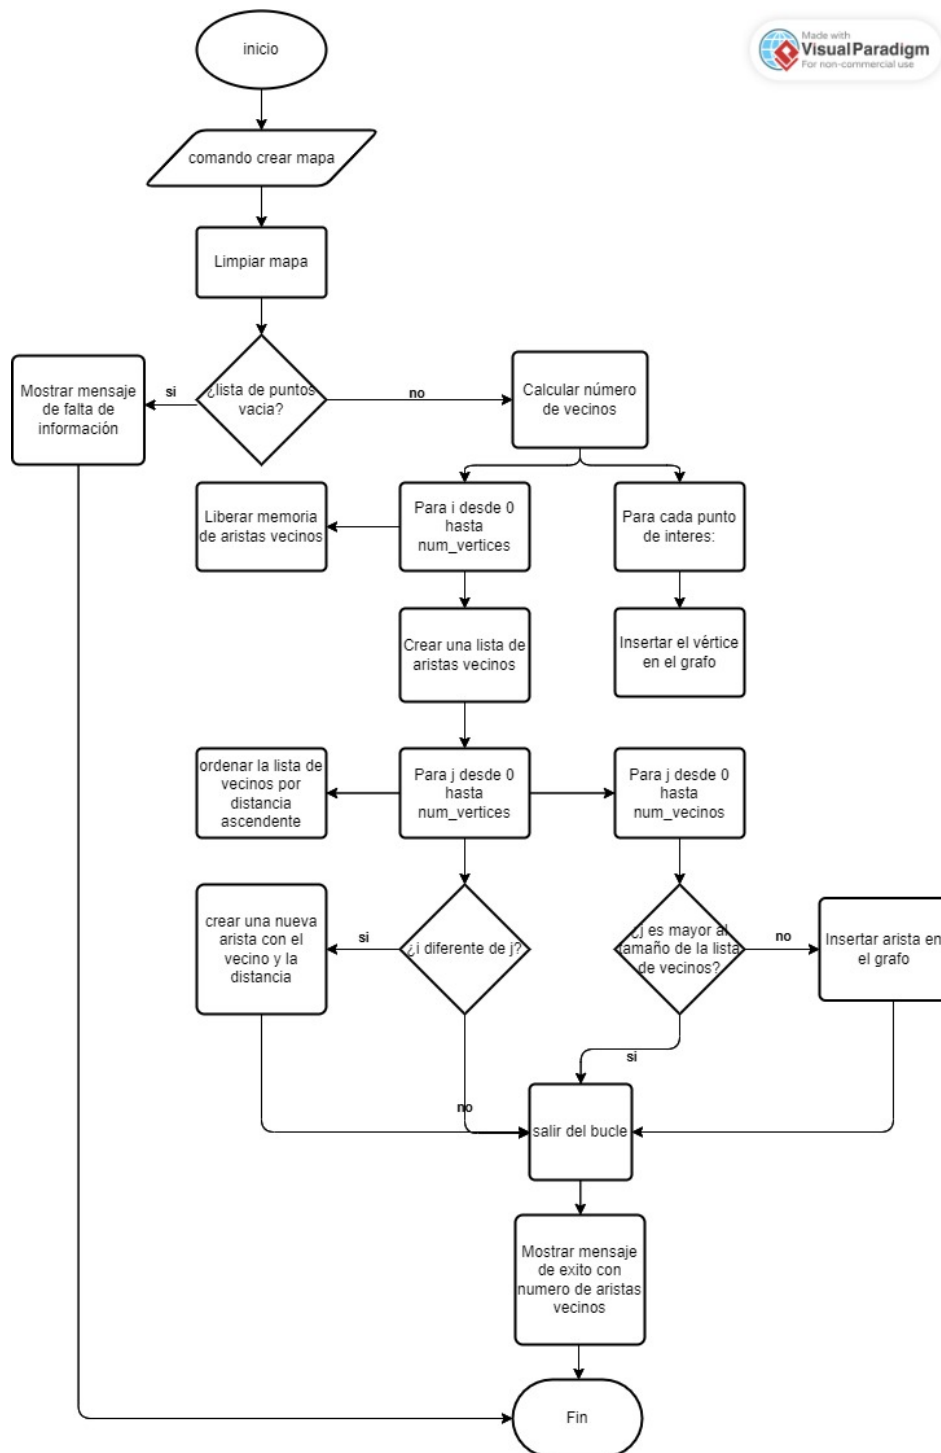 inicio
Made with
VisualParadigm
For non-commercial use
comando crear mapa
Limpiar mapa
¿lista de puntos
vacia?
si
no
Mostrar mensaje
de falta de
información
Calcular número
de vecinos
Liberar memoria
de aristas vecinos
Para i desde 0
hasta
num_vertices
Para cada punto
de interes:
Crear una lista de
aristas vecinos
Insertar el vértice
en el grafo
ordenar la lista de
vecinos por
distancia
ascendente
Para j desde 0
hasta
num_vertices
Para j desde 0
hasta
num_vecinos
crear una nueva
arista con el
vecino y la
distancia
si
¿i diferente de j?
¿j es mayor al
tamaño de la lista
de vecinos?
no
Insertar arista en
el grafo
si
no
salir del bucle
Mostrar mensaje
de exito con
numero de aristas
vecinos
Fin